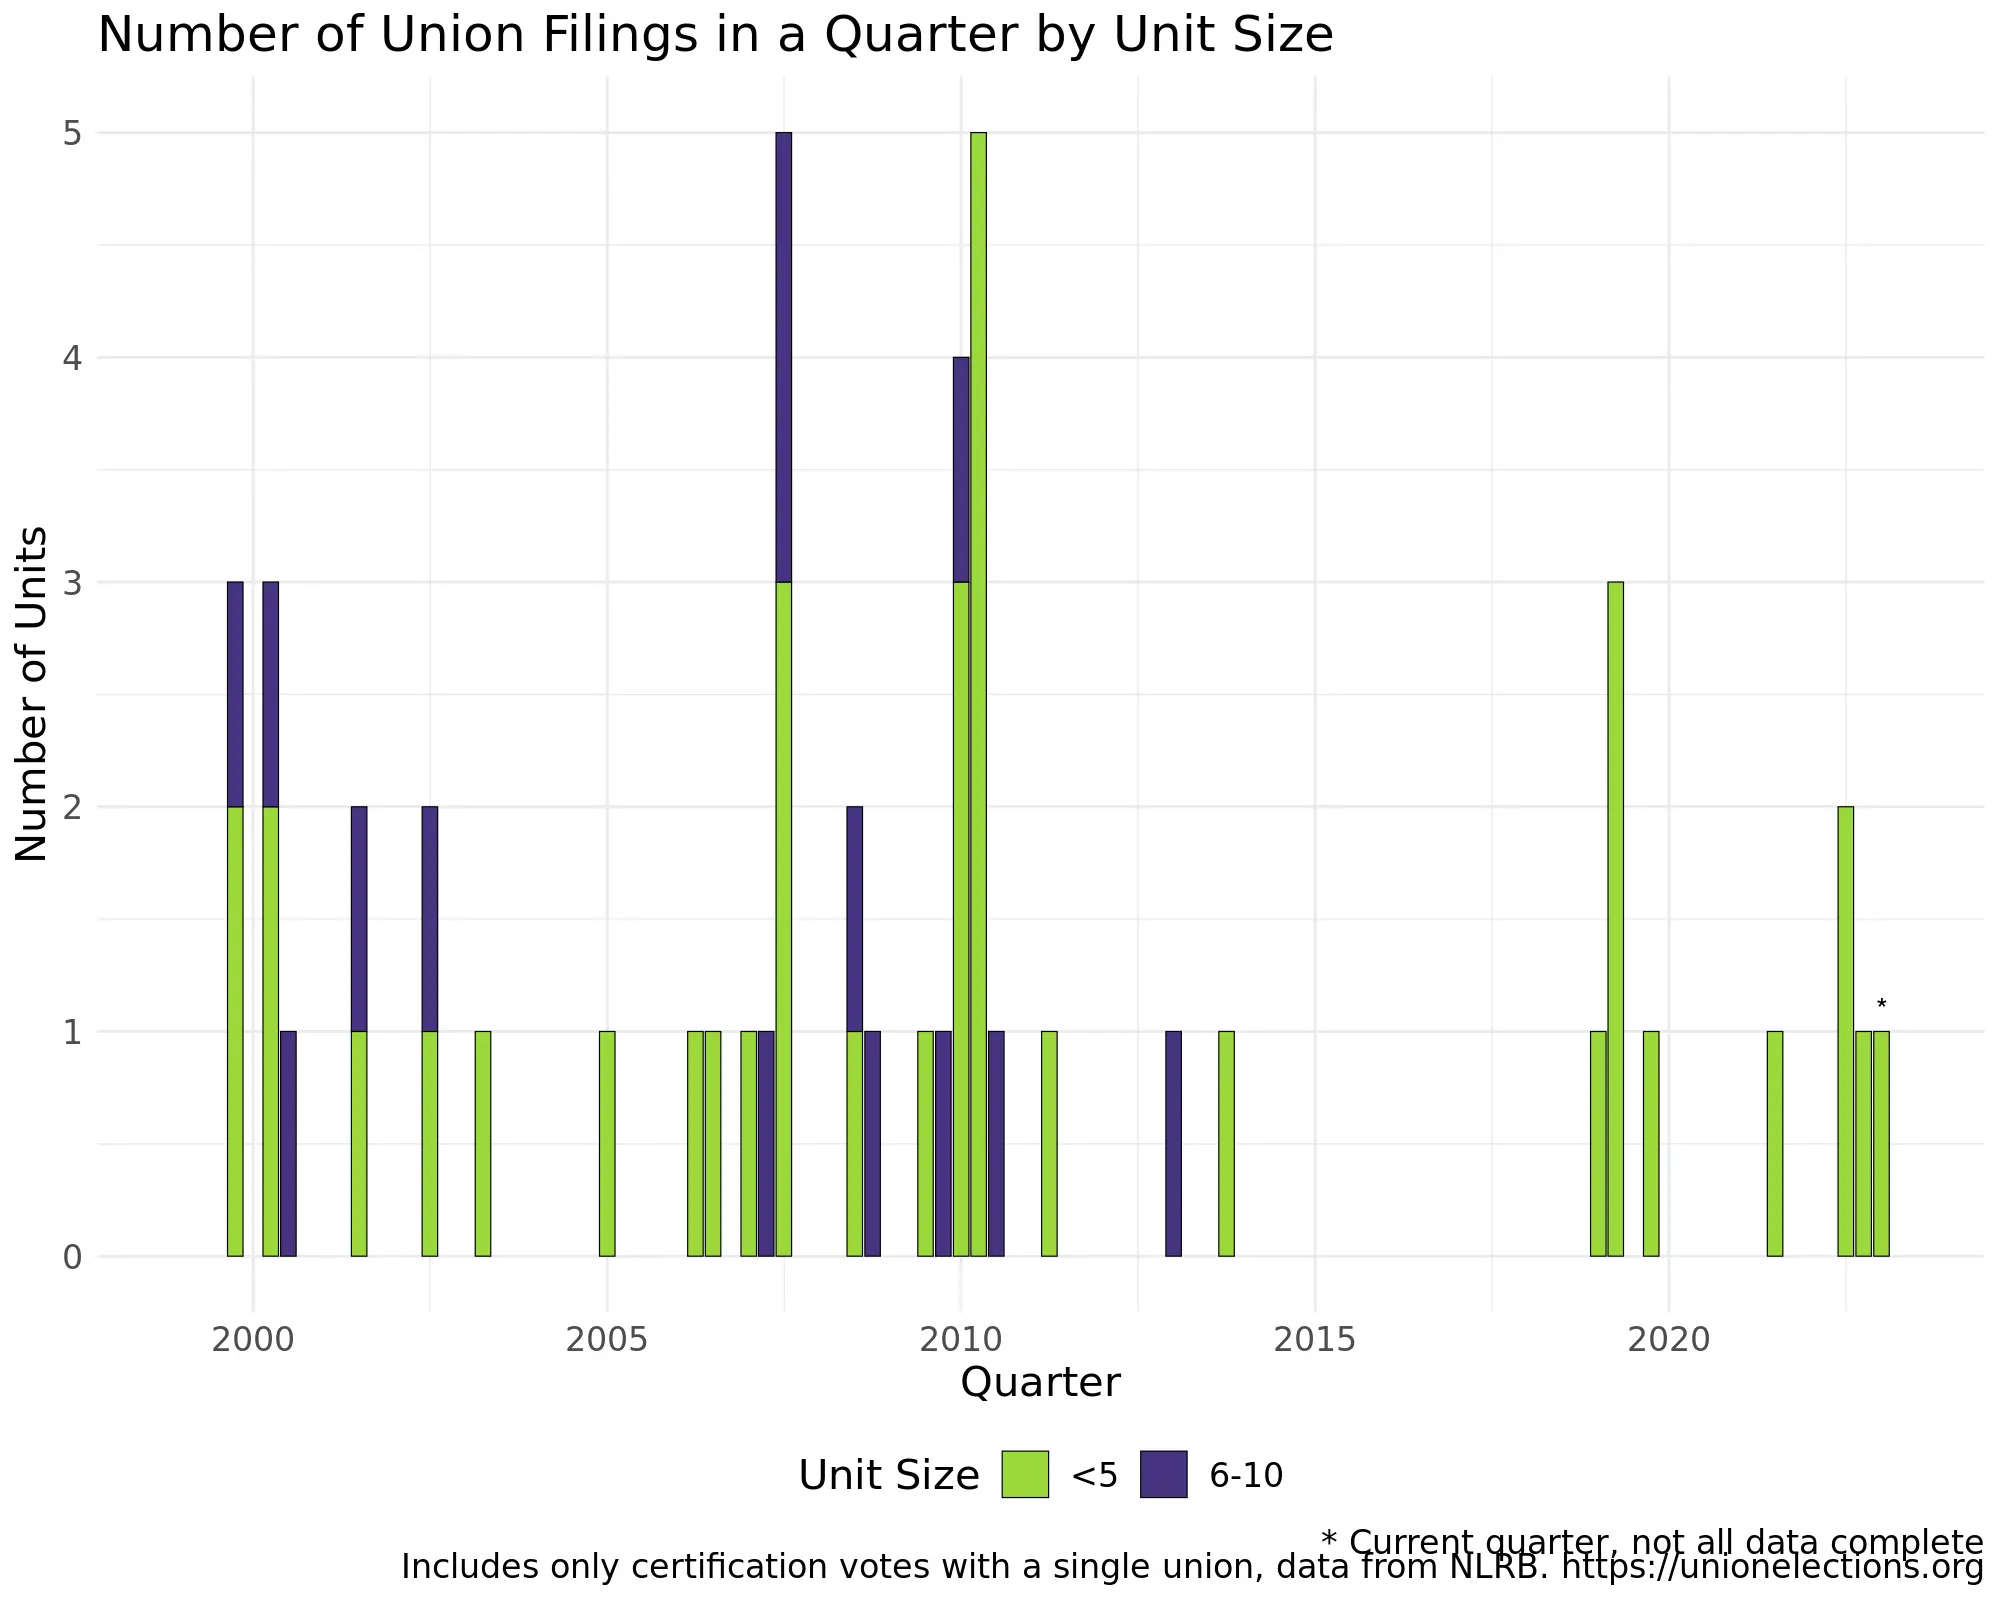 Number of Union Filings in a Quarter by Unit Size
Number of Units
5
4
3
2
1
0
*
2000 2005 2010 2015 2020
Quarter
Unit Size <5 6-10
* Current quarter, not all data complete
Includes only certification votes with a single union, data from NLRB. https://unionelections.org